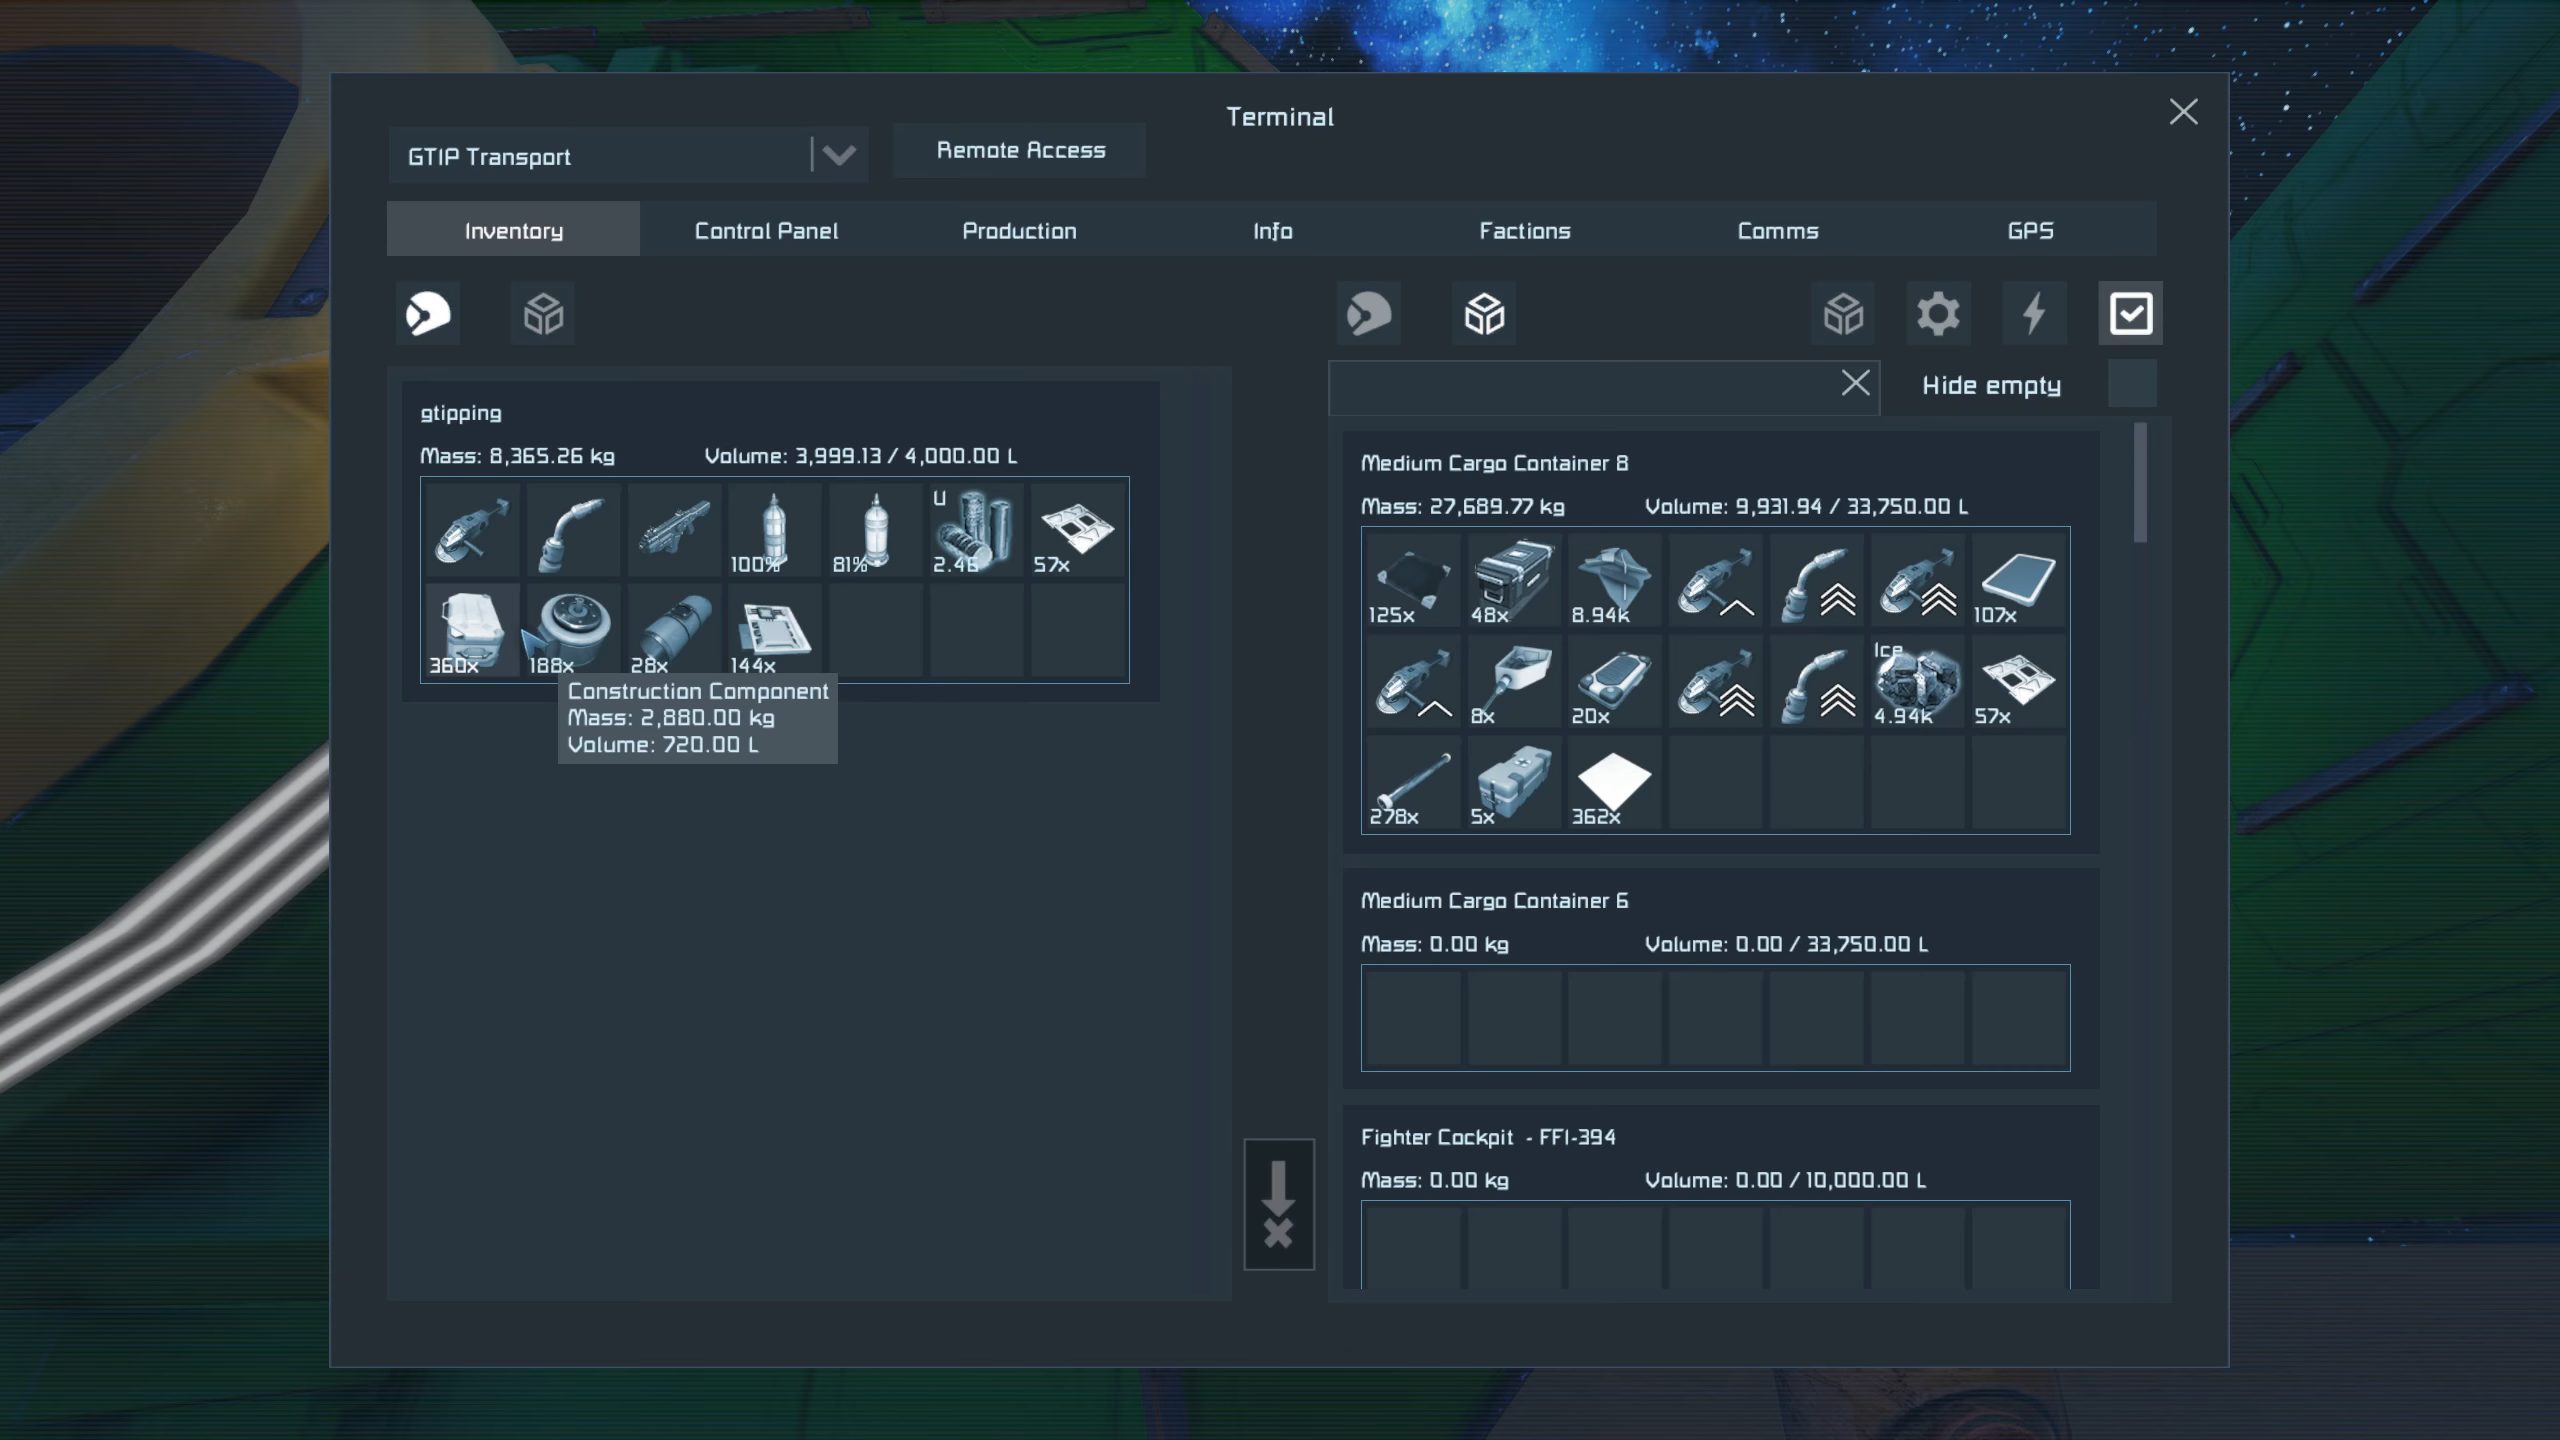 Terminal
GTIP Transport
Remote Access
Inventory
Control Panel
Production
Info
Factions
Comms
GPS
Hide empty
gtipping
Mass: 8,365.26 kg
Volume: 3,999.13 / 4,000.00 L
100%
81%
U
2.46
57x
360x
188x
28x
144x
Construction Component
Mass: 2,880.00 kg
Volume: 720.00 L
Medium Cargo Container 8
Mass: 27,689.77 kg
Volume: 9,931.94 / 33,750.00 L
125x
48x
8.94k
107x
8x
20x
Ice
4.94k
57x
278x
5x
362x
Medium Cargo Container 6
Mass: 0.00 kg
Volume: 0.00 / 33,750.00 L
Fighter Cockpit - FFI-394
Mass: 0.00 kg
Volume: 0.00 / 10,000.00 L